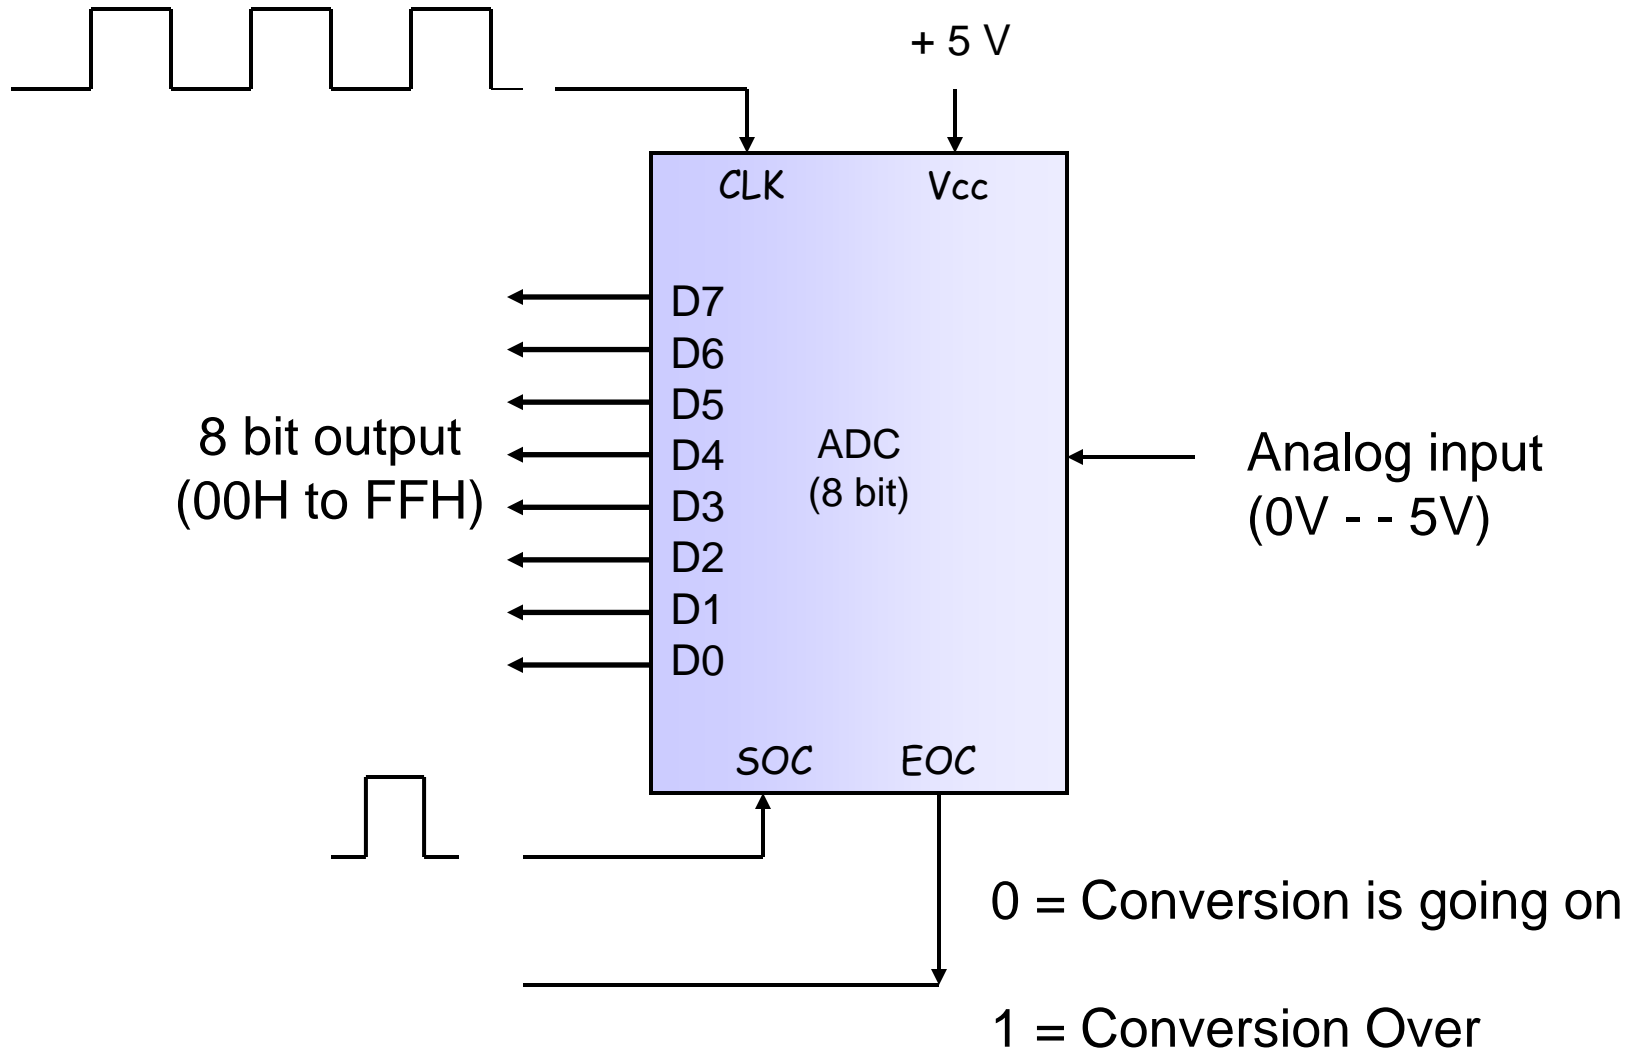 + 5 V
CLK
Vcc
D7
D6
D5
D4
D3
D2
D1
D0
8 bit output
(00H to FFH)
ADC
(8 bit)
Analog input
(0V - - 5V)
SOC
EOC
0 = Conversion is going on
1 = Conversion Over